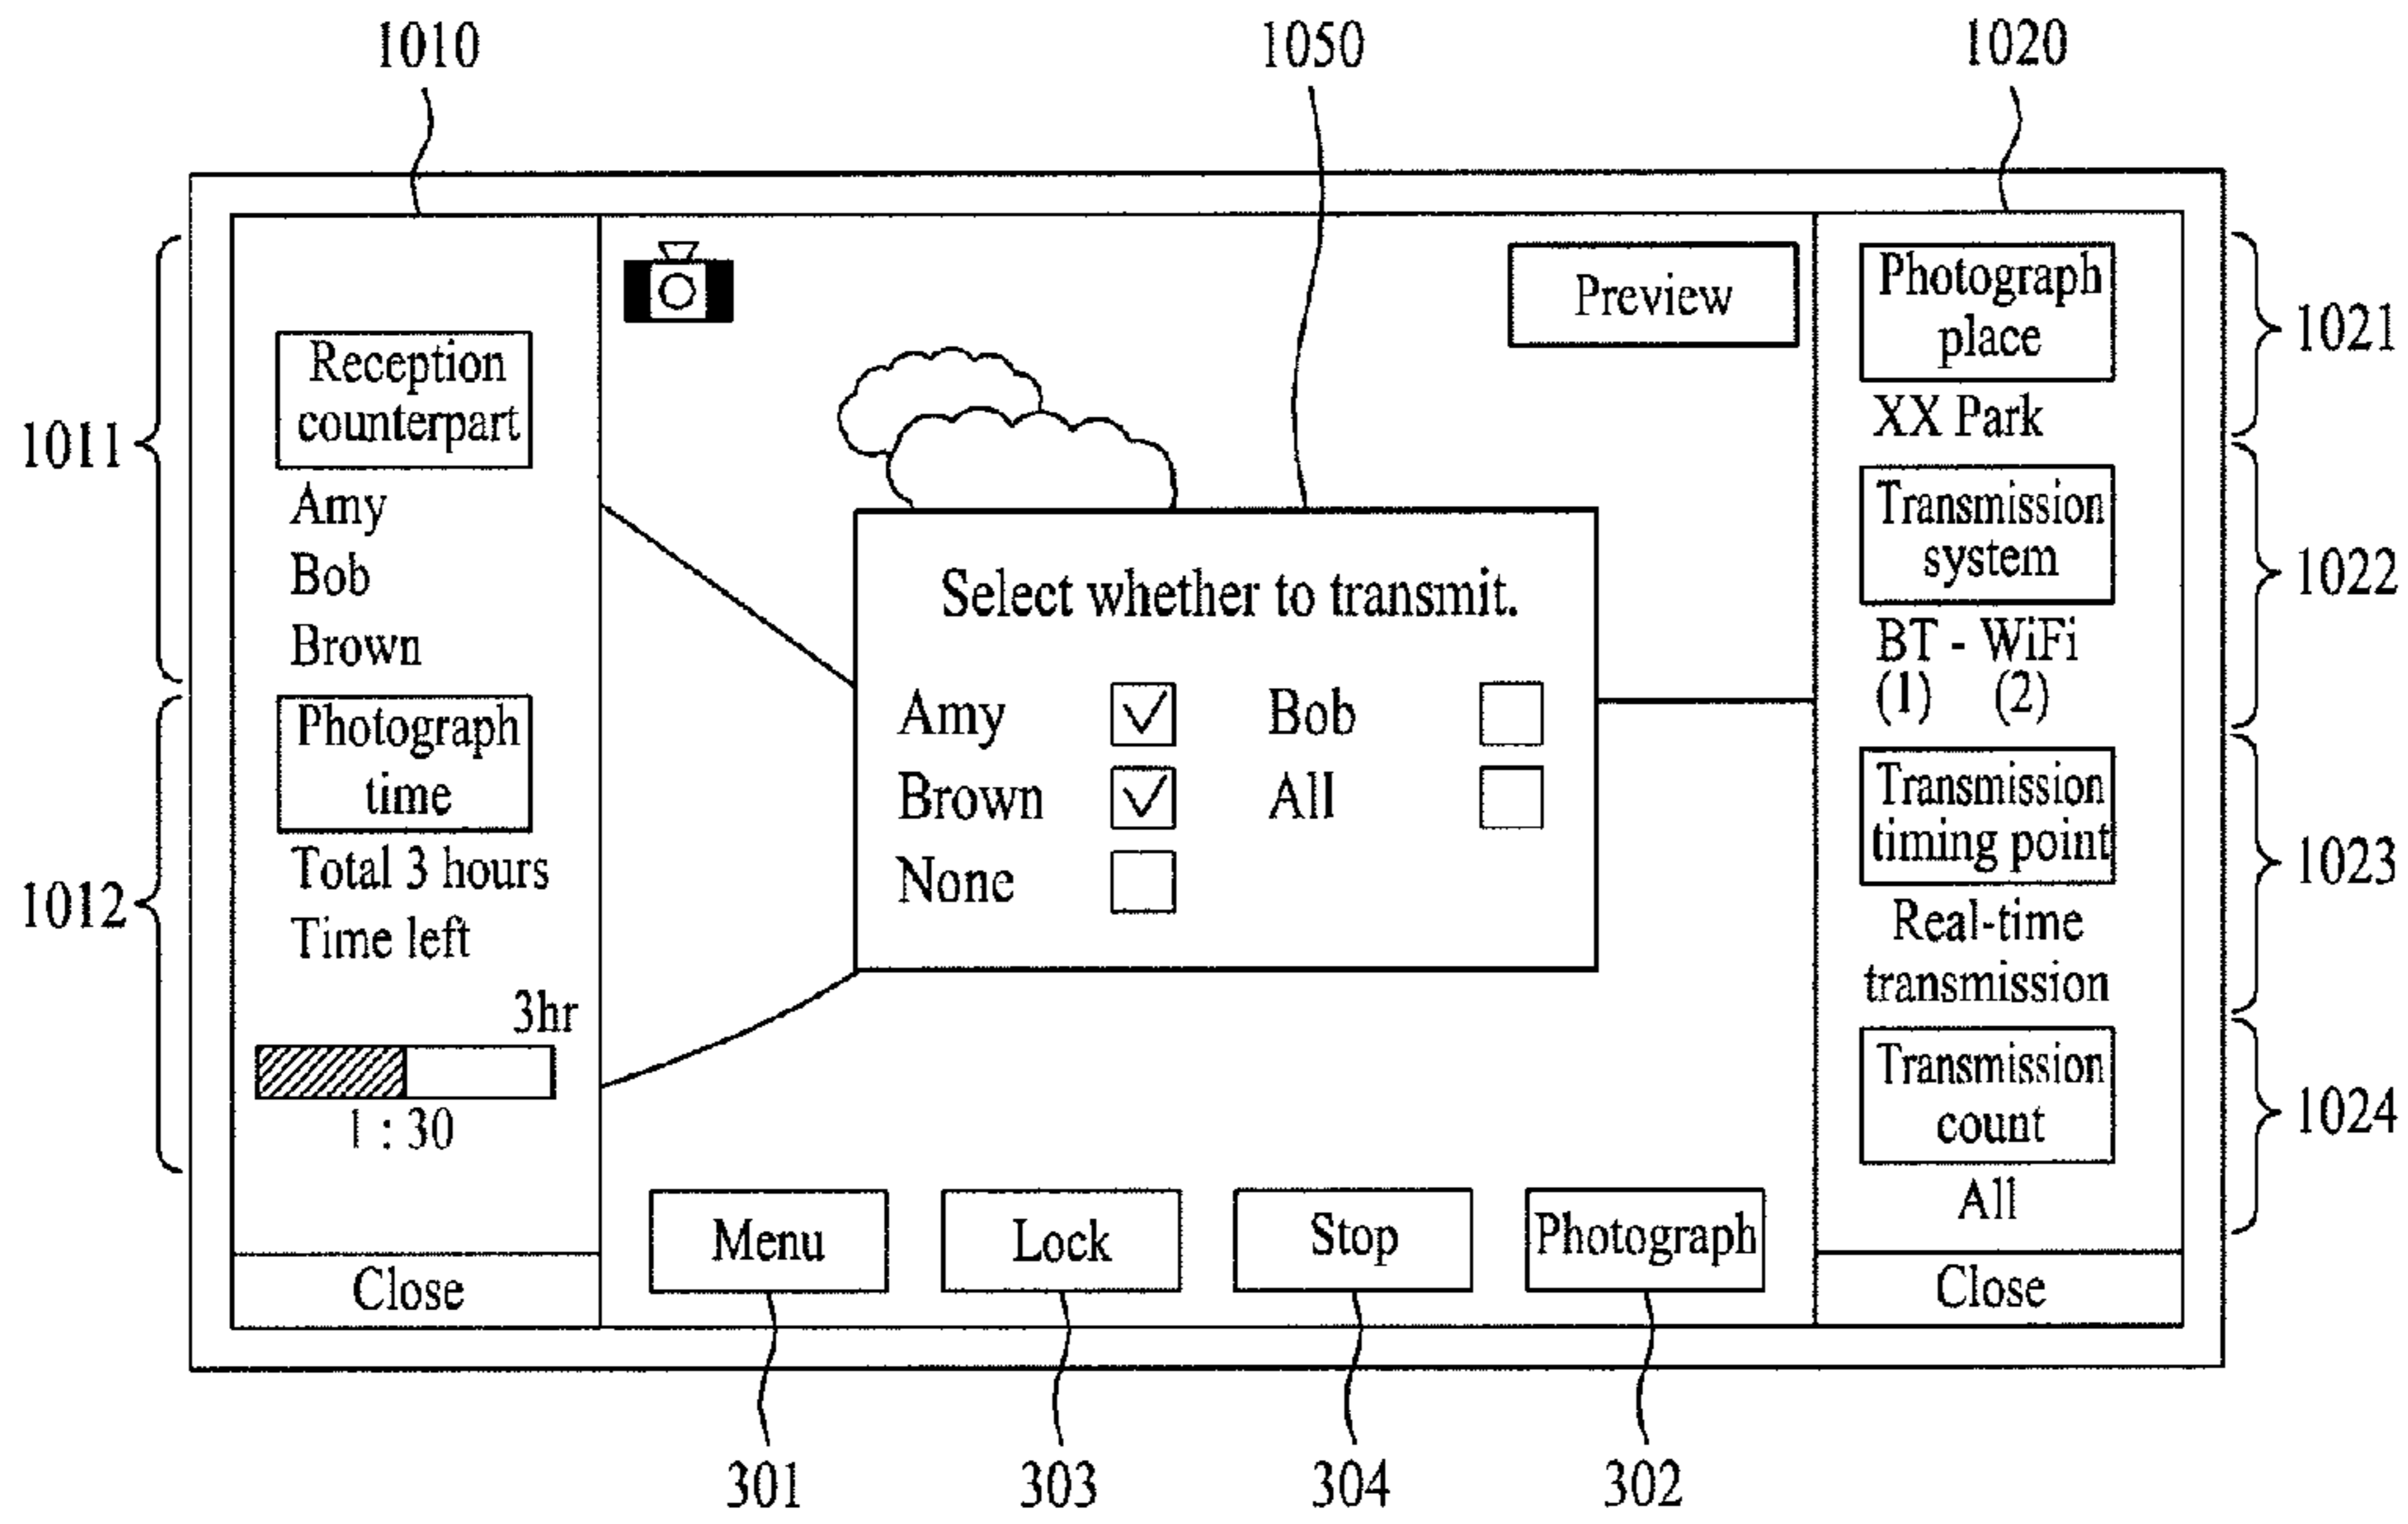 1010
1050
1020
1011
Reception
counterpart
Amy
Bob
Brown
1012
Photograph
time
Total 3 hours
Time left
3hr
1 : 30
Close
Preview
Select whether to transmit.
Amy
Bob
Brown
All
None
Menu
Lock
Stop
Photograph
301
303
304
302
Photograph
place
XX Park
1021
Transmission
system
BT - WiFi
(1) (2)
1022
Transmission
timing point
Real-time
transmission
1023
Transmission
count
All
1024
Close